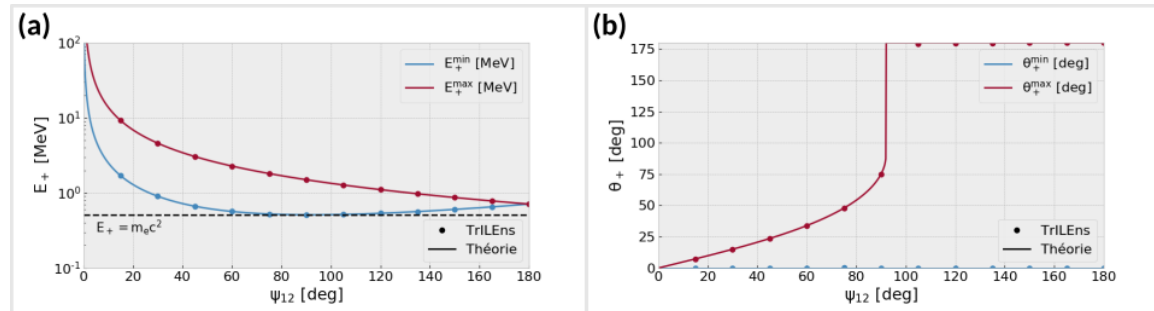 (a)
10²
10¹
10⁰
10⁻¹
E₊ [MeV]
E₊ᵐⁱⁿ [MeV]
E₊ᵐᵃˣ [MeV]
E₊ = mₑc²
TrILEns
Théorie
0 20 40 60 80 100 120 140 160 180
ψ₁₂ [deg]
(b)
175
150
125
100
75
50
25
0
θ₊ [deg]
θ₊ᵐⁱⁿ [deg]
θ₊ᵐᵃˣ [deg]
TrILEns
Théorie
0 20 40 60 80 100 120 140 160 180
ψ₁₂ [deg]